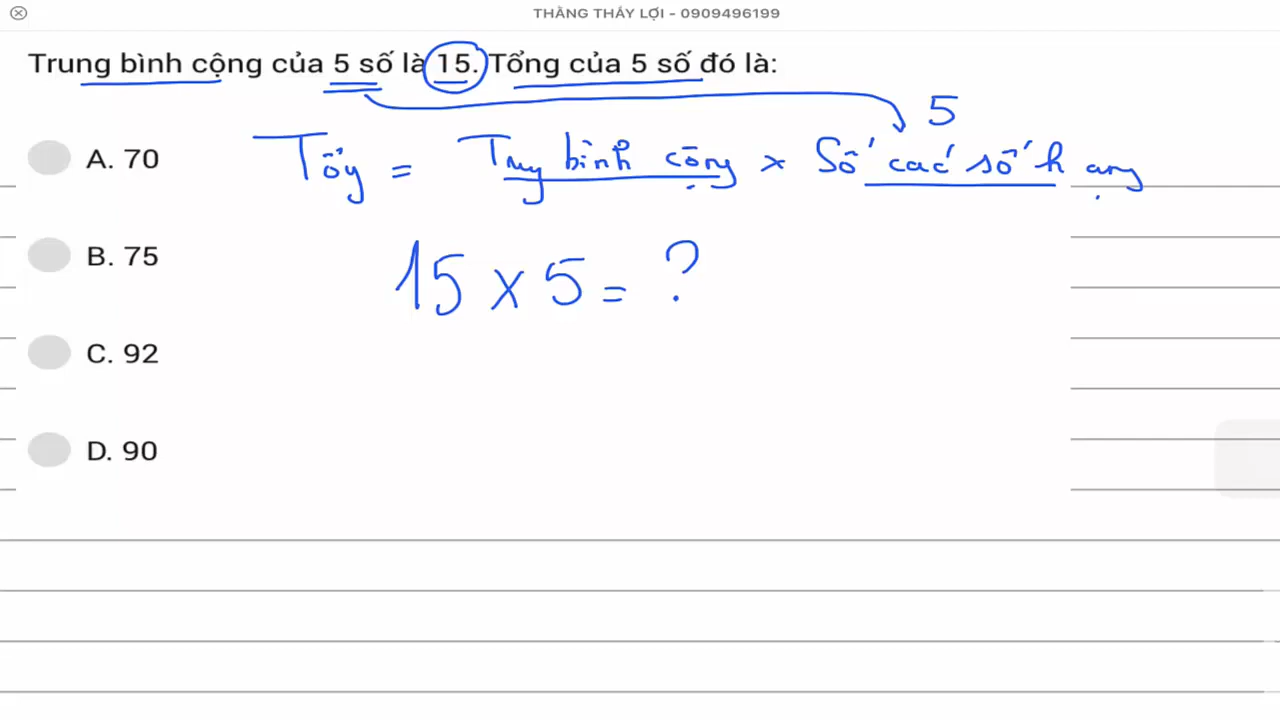 THẮNG THẦY LỢI - 0909496199
Trung bình cộng của 5 số là 15. Tổng của 5 số đó là:
5
A. 70
Tổng = Trung bình cộng × Số các số hạng
B. 75
15 × 5 = ?
C. 92
D. 90